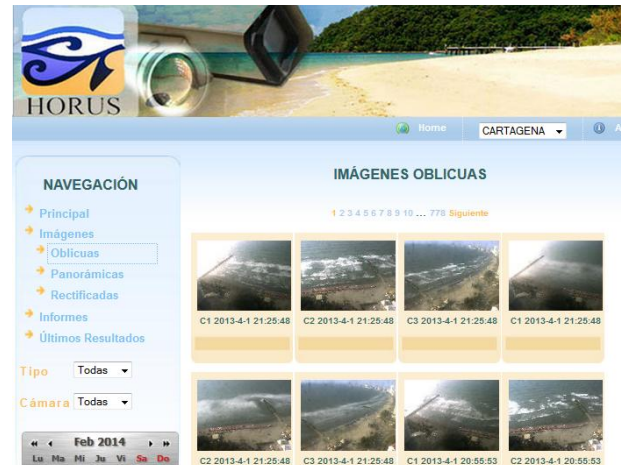 HORUS
Home
CARTAGENA
NAVEGACIÓN
Principal
Imágenes
Oblicuas
Panorámicas
Rectificadas
Informes
Últimos Resultados
Tipo Todas
Cámara Todas
Feb 2014
Lu Ma Mi Ju Vi Sa Do
IMÁGENES OBLICUAS
1 2 3 4 5 6 7 8 9 10 ... 778 Siguiente
C1 2013-4-1 21:25:48 C2 2013-4-1 21:25:48 C3 2013-4-1 21:25:48 C1 2013-4-1 21:25:48
C2 2013-4-1 21:25:48 C3 2013-4-1 21:25:48 C1 2013-4-1 20:55:53 C2 2013-4-1 20:55:53